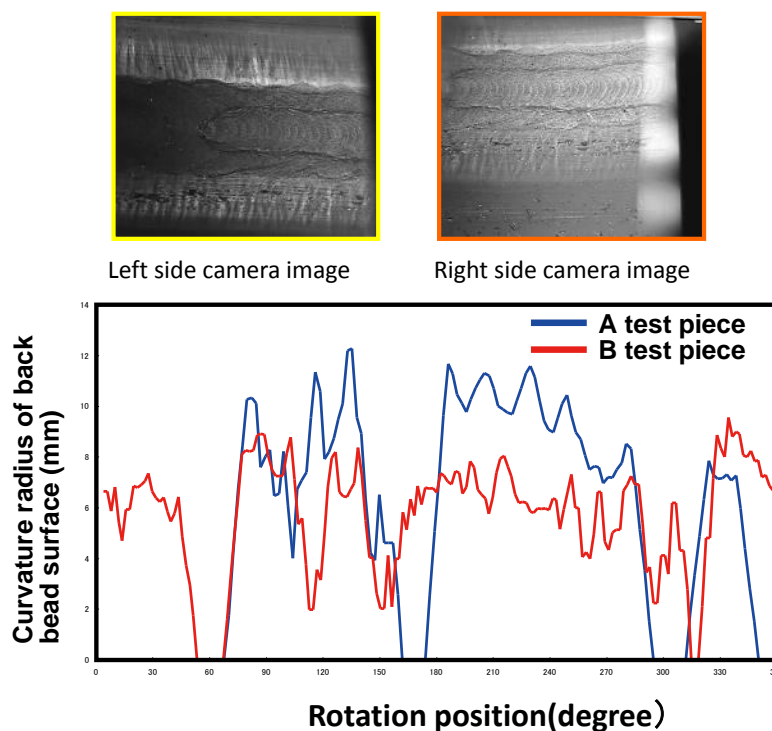 Left side camera image
Right side camera image
Curvature radius of back
bead surface (mm)
14
12
10
8
6
4
2
0
A test piece
B test piece
0
30
60
90
120
150
180
210
240
270
300
330
Rotation position(degree）